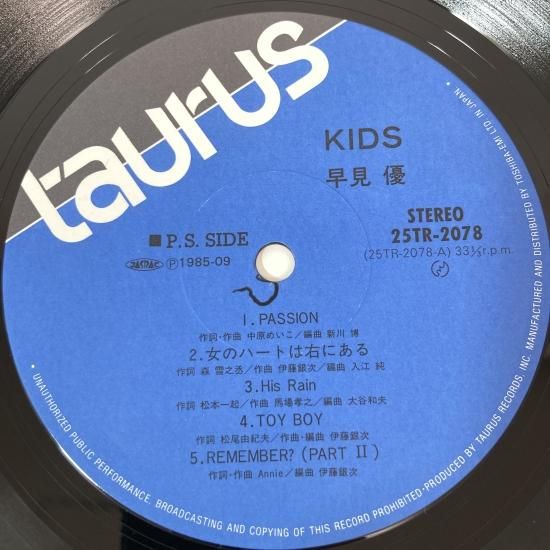 taurus
KIDS
早見 優
■P.S. SIDE
STEREO
25TR-2078
Ⓟ1985-09
(25TR-2078-A) 33⅓r.p.m.
1.PASSION
作詞・作曲 中原めいこ/編曲 新川 博
2.女のハートは右にある
作詞 森 雪之丞/作曲 伊藤銀次/編曲 入江 純
3.His Rain
作詞 松本一起/作曲 馬場孝之/編曲 大谷和夫
4.TOY BOY
作詞 松尾由紀夫/作曲・編曲 伊藤銀次
5.REMEMBER? (PART II)
作詞・作曲 Annie/編曲 伊藤銀次
• UNAUTHORIZED PUBLIC PERFORMANCE, BROADCASTING AND COPYING OF THIS RECORD PROHIBITED-PRODUCED BY TAURUS RECORDS, INC. MANUFACTURED AND DISTRIBUTED BY TOSHIBA-EMI LTD. IN JAPAN. •